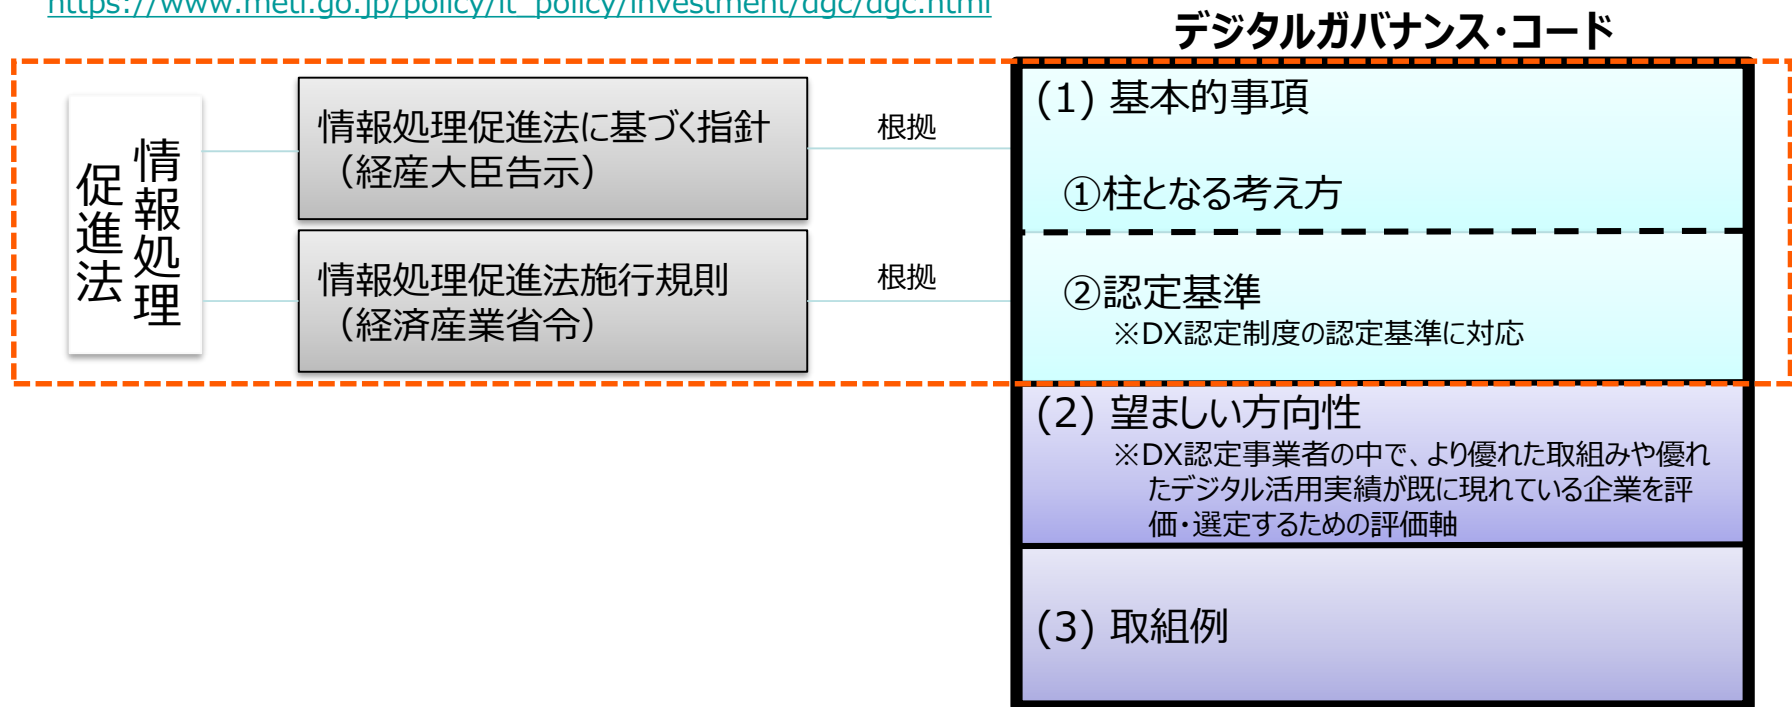 https://www.meti.go.jp/policy/it_policy/investment/dgc/dgc.html
デジタルガバナンス・コード
情報処理
促進法
情報処理促進法に基づく指針
（経産大臣告示）
根拠
情報処理促進法施行規則
（経済産業省令）
根拠
(1) 基本的事項
①柱となる考え方
②認定基準
※DX認定制度の認定基準に対応
(2) 望ましい方向性
※DX認定事業者の中で、より優れた取組みや優れ
たデジタル活用実績が既に現れている企業を評
価・選定するための評価軸
(3) 取組例